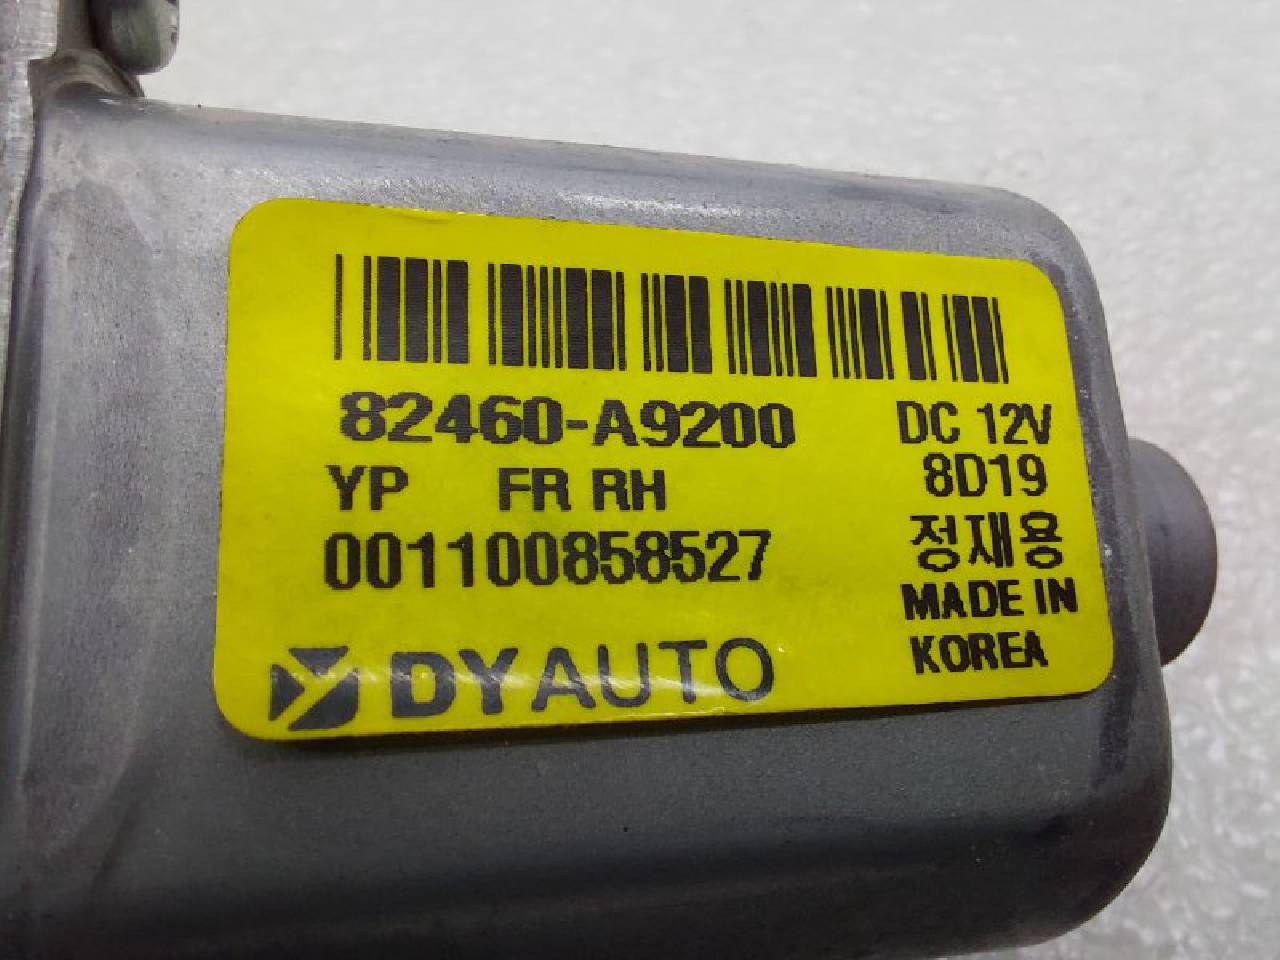 82460-A9200 DC 12V
YP FR RH 8D19
001100858527 정재용
MADE IN
KOREA
DYAUTO